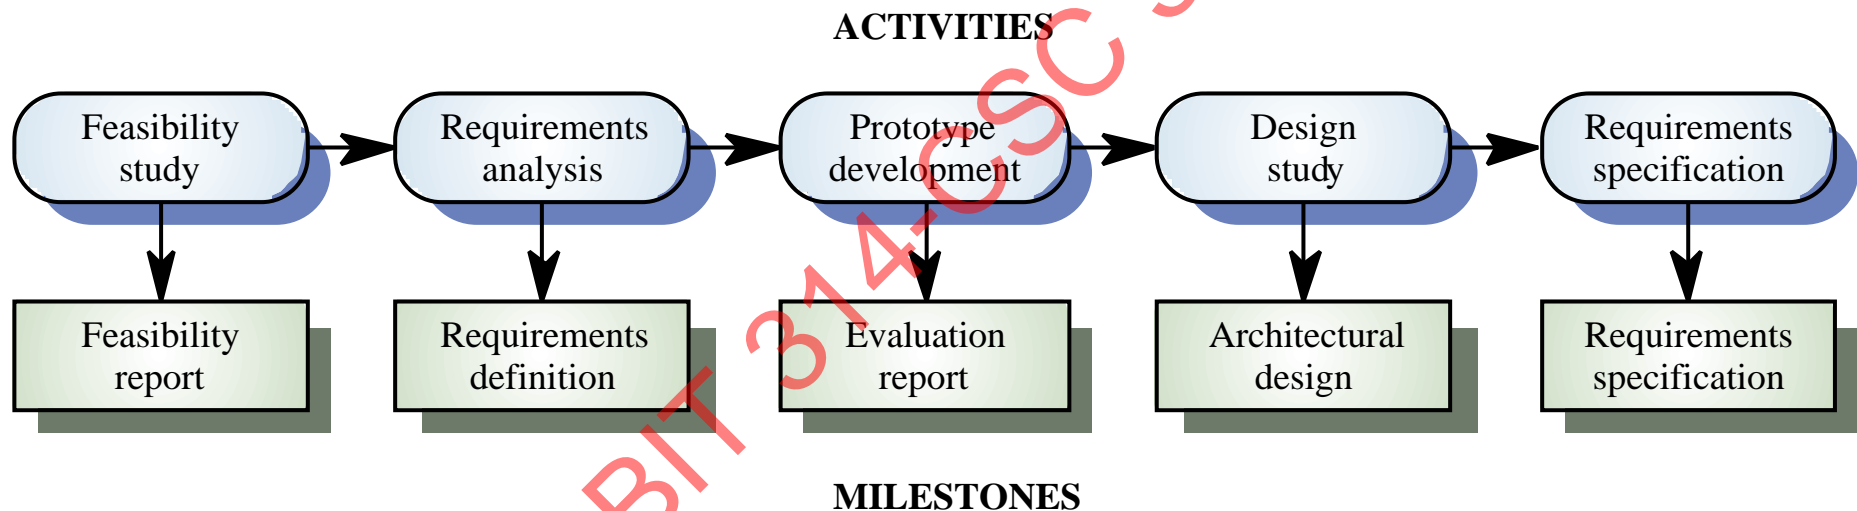 ACTIVITIES
Feasibility
study
Requirements
analysis
Prototype
development
Design
study
Requirements
specification
Feasibility
report
Requirements
definition
Evaluation
report
Architectural
design
Requirements
specification
MILESTONES
BIT 314-CSC